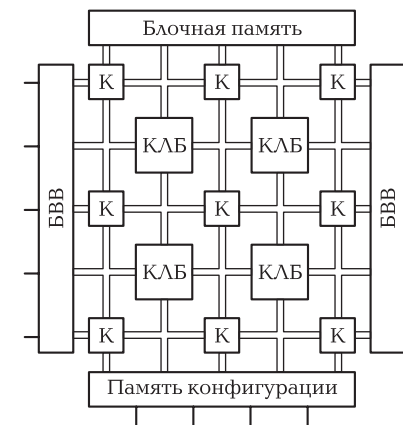 Блочная память
К К К
КЛБ КЛБ
БВВ К К К БВВ
КЛБ КЛБ
К К К
Память конфигурации